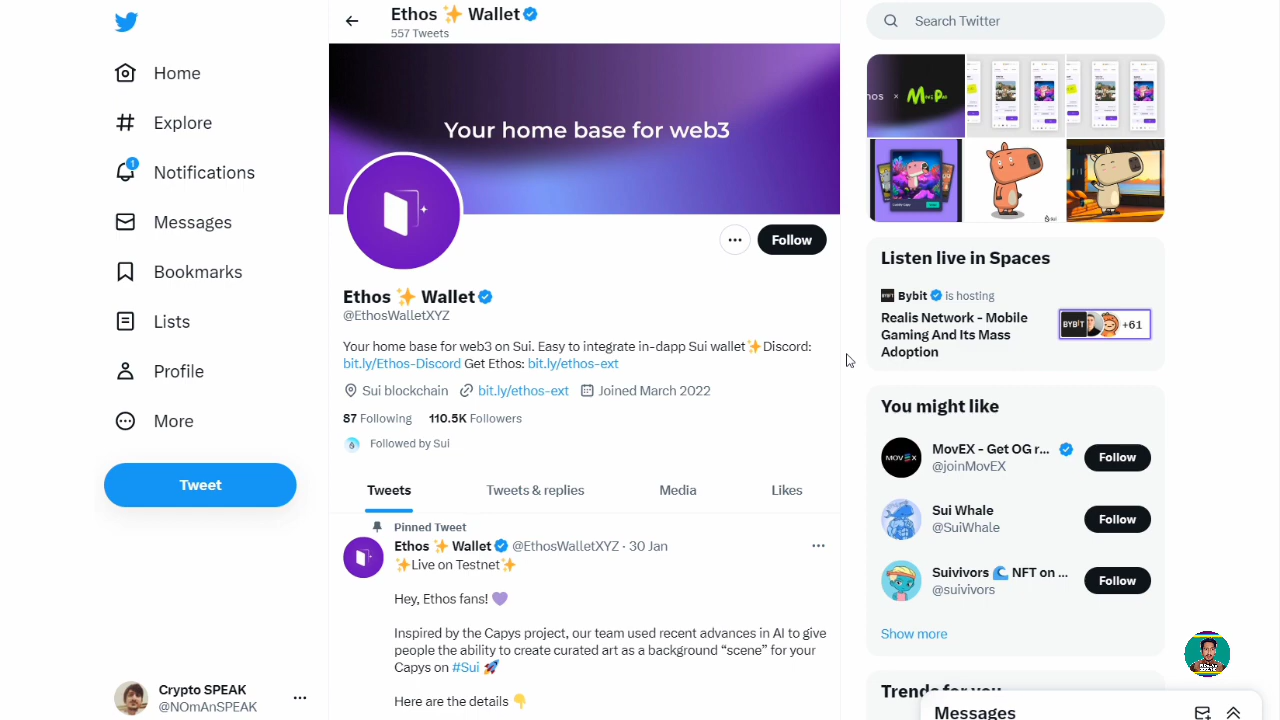 Home
Explore
1
Notifications
Messages
Bookmarks
Lists
Profile
More
Tweet
Crypto SPEAK
@NOmAnSPEAK
Ethos ✨ Wallet
557 Tweets
Your home base for web3
Follow
Ethos ✨ Wallet
@EthosWalletXYZ
Your home base for web3 on Sui. Easy to integrate in-dapp Sui wallet✨Discord:
bit.ly/Ethos-Discord Get Ethos: bit.ly/ethos-ext
Sui blockchain bit.ly/ethos-ext Joined March 2022
87 Following 110.5K Followers
Followed by Sui
Tweets Tweets & replies Media Likes
Pinned Tweet
Ethos ✨ Wallet @EthosWalletXYZ · 30 Jan
✨Live on Testnet✨
Hey, Ethos fans! 💜
Inspired by the Capys project, our team used recent advances in AI to give
people the ability to create curated art as a background “scene” for your
Capys on #Sui 🚀
Here are the details 👇
Search Twitter
Listen live in Spaces
Bybit is hosting
Realis Network - Mobile
Gaming And Its Mass
Adoption
BYBIT
+61
You might like
MovEX - Get OG r...
@joinMovEX
Follow
Sui Whale
@SuiWhale
Follow
Suivivors 🌊 NFT on ...
@suivivors
Follow
Show more
Trends for you
Messages